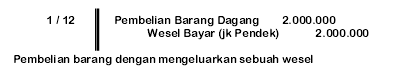 1 / 12 Pembelian Barang Dagang 2.000.000
Wesel Bayar (jk Pendek) 2.000.000
Pembelian barang dengan mengeluarkan sebuah wesel